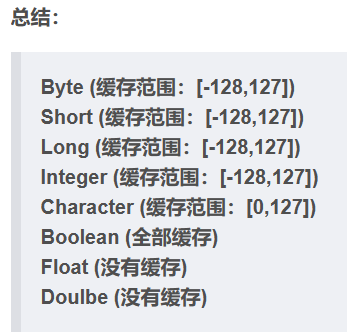 总结：
Byte (缓存范围：[-128,127])
Short (缓存范围：[-128,127])
Long (缓存范围：[-128,127])
Integer (缓存范围：[-128,127])
Character (缓存范围：[0,127])
Boolean (全部缓存)
Float (没有缓存)
Doulbe (没有缓存)